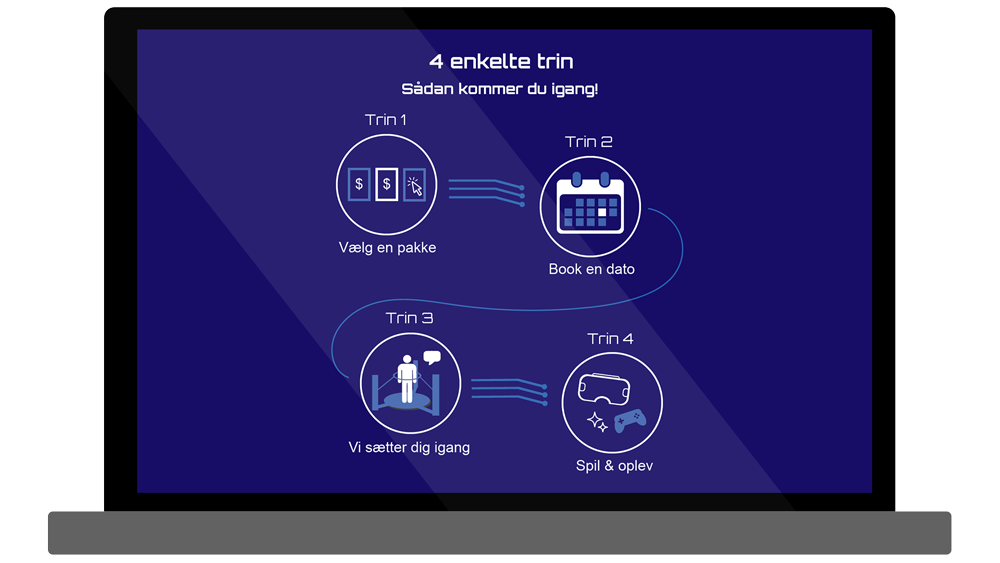 4 enkelte trin
Sådan kommer du igang!
Trin 1
$ $
Vælg en pakke
Trin 2
Book en dato
Trin 3
Vi sætter dig igang
Trin 4
Spil & oplev